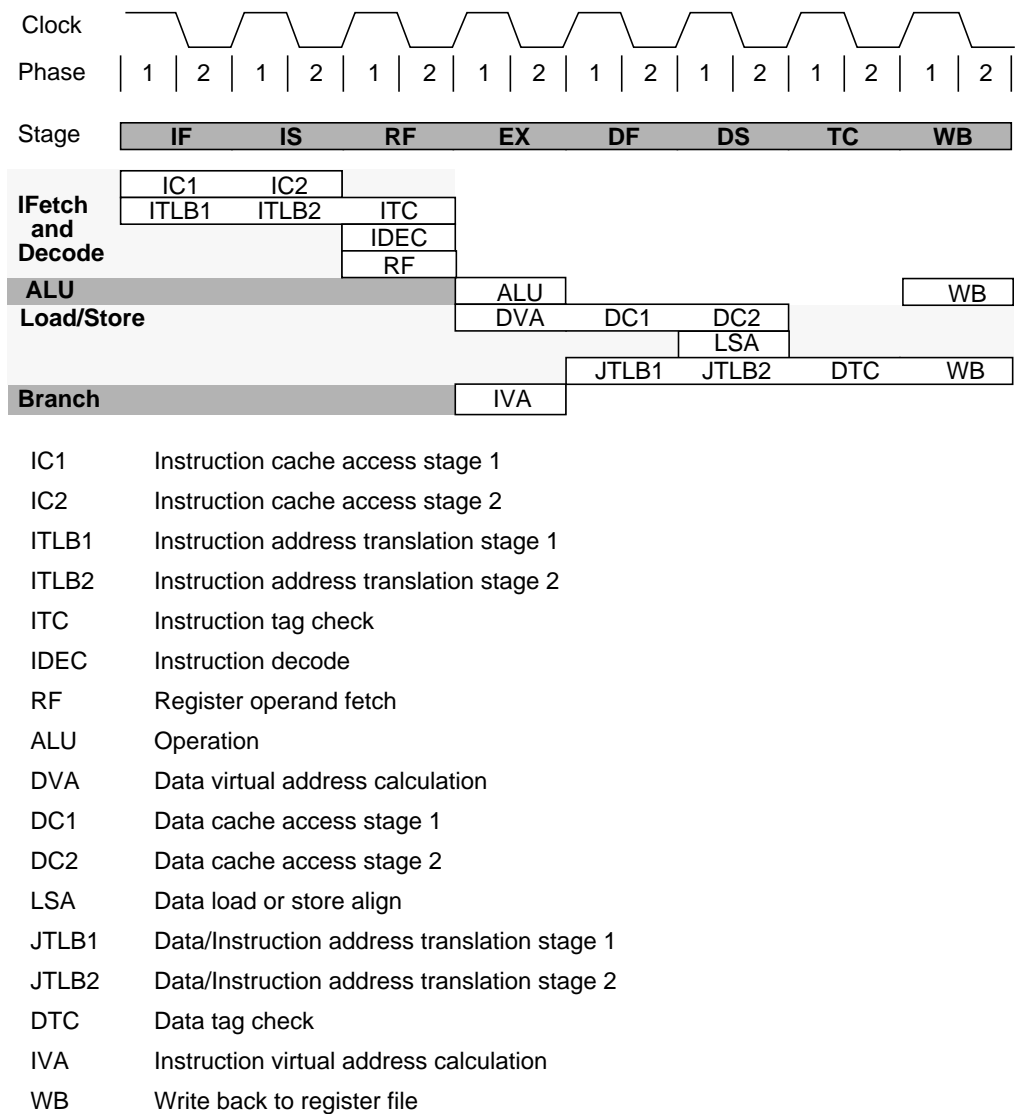 Clock
Phase 1 2 1 2 1 2 1 2 1 2 1 2 1 2 1 2
Stage IF IS RF EX DF DS TC WB
IC1 IC2
IFetch and Decode
ITLB1 ITLB2 ITC
IDEC
RF
ALU ALU WB
Load/Store DVA DC1 DC2
LSA
JTLB1 JTLB2 DTC WB
Branch IVA
IC1 Instruction cache access stage 1
IC2 Instruction cache access stage 2
ITLB1 Instruction address translation stage 1
ITLB2 Instruction address translation stage 2
ITC Instruction tag check
IDEC Instruction decode
RF Register operand fetch
ALU Operation
DVA Data virtual address calculation
DC1 Data cache access stage 1
DC2 Data cache access stage 2
LSA Data load or store align
JTLB1 Data/Instruction address translation stage 1
JTLB2 Data/Instruction address translation stage 2
DTC Data tag check
IVA Instruction virtual address calculation
WB Write back to register file